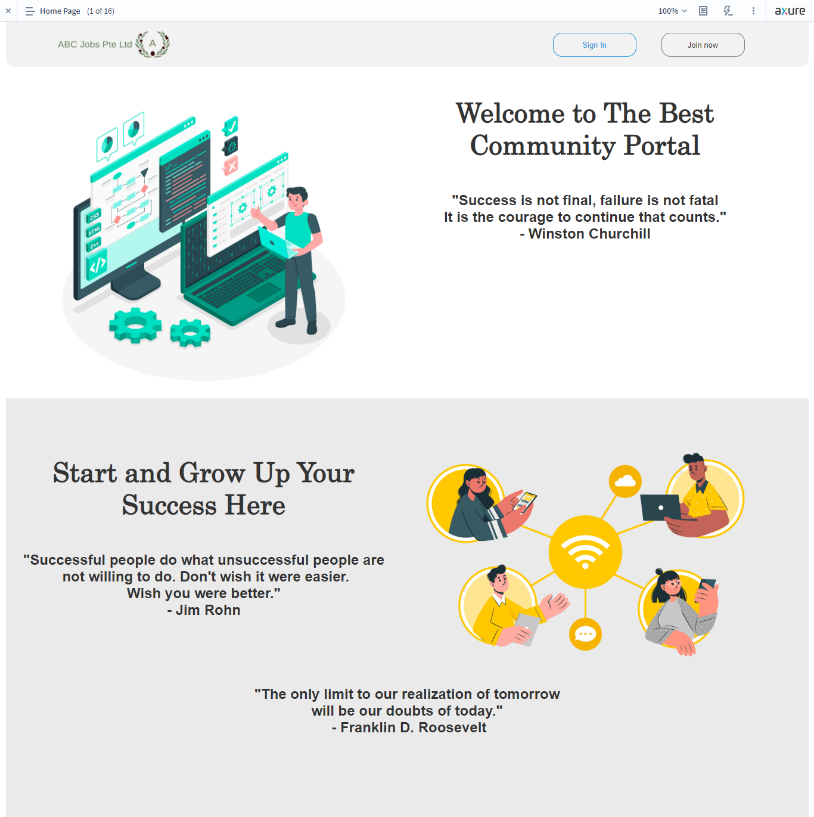 Home Page (1 of 16)
100%
axure
ABC Jobs Pte Ltd
A
Sign In
Join now
Welcome to The Best
Community Portal
"Success is not final, failure is not fatal
It is the courage to continue that counts."
- Winston Churchill
CSS
HTML
C++
</>
Start and Grow Up Your
Success Here
"Successful people do what unsuccessful people are
not willing to do. Don't wish it were easier.
Wish you were better."
- Jim Rohn
"The only limit to our realization of tomorrow
will be our doubts of today."
- Franklin D. Roosevelt